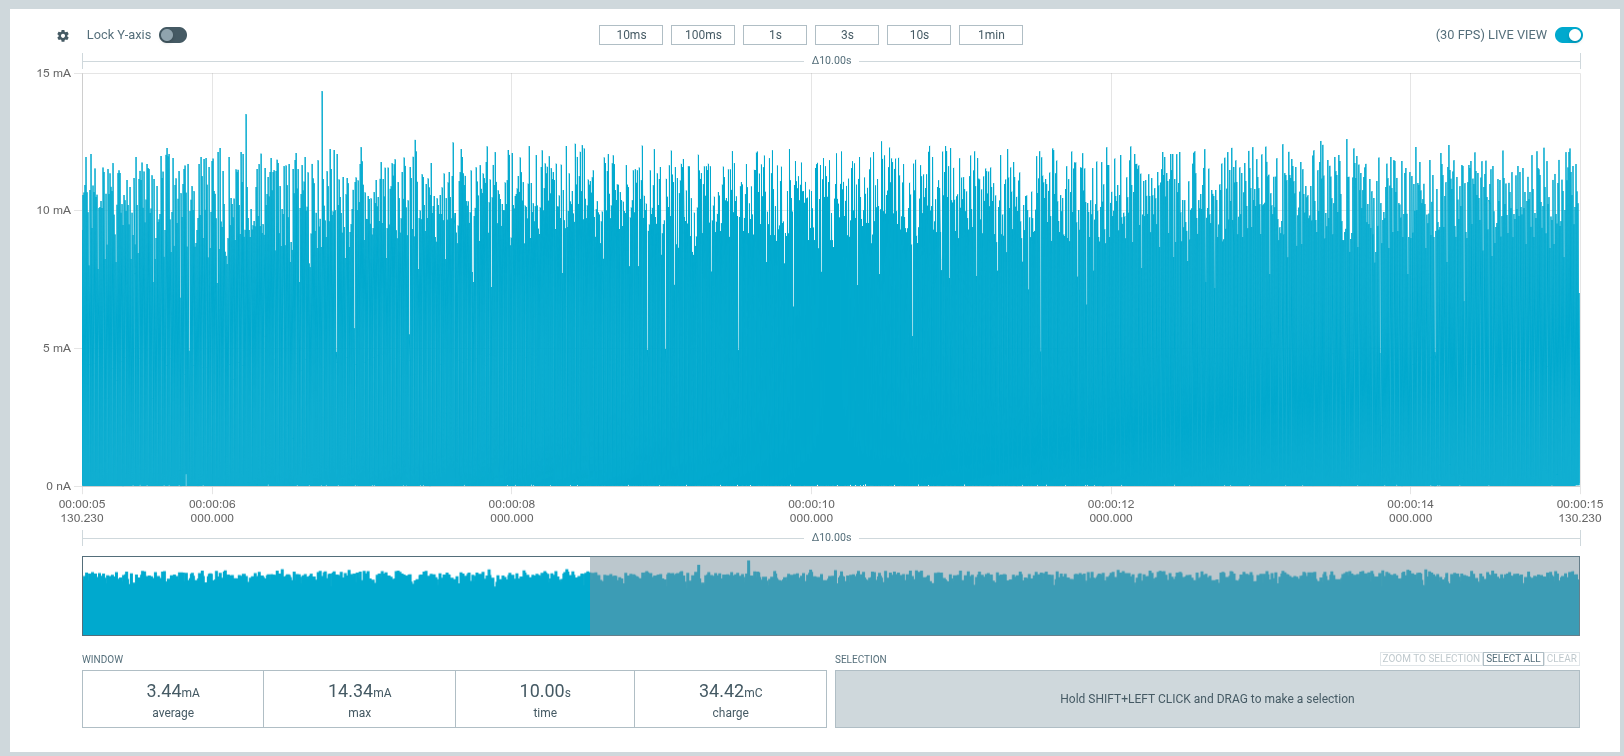 Lock Y-axis
10ms
100ms
1s
3s
10s
1min
(30 FPS) LIVE VIEW
Δ10.00s
15 mA
10 mA
5 mA
0 nA
00:00:05
130.230
00:00:06
000.000
00:00:08
000.000
00:00:10
000.000
00:00:12
000.000
00:00:14
000.000
00:00:15
130.230
Δ10.00s
WINDOW
3.44mA
average
14.34mA
max
10.00s
time
34.42mC
charge
SELECTION
ZOOM TO SELECTION
SELECT ALL
CLEAR
Hold SHIFT+LEFT CLICK and DRAG to make a selection